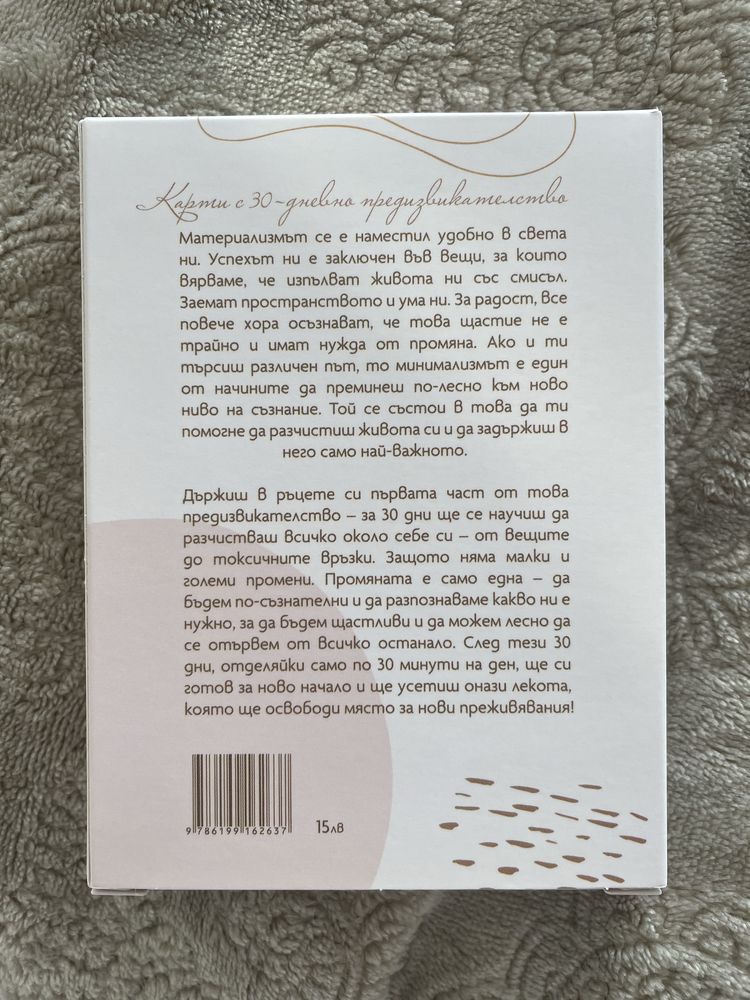 Карти с 30-дневно предизвикателство
Материализмът се е наместил удобно в света
ни. Успехът ни е заключен във вещи, за които
вярваме, че изпълват живота ни със смисъл.
Заемат пространството и ума ни. За радост, все
повече хора осъзнават, че това щастие не е
трайно и имат нужда от промяна. Ако и ти
търсиш различен път, то минимализмът е един
от начините да преминеш по-лесно към ново
ниво на съзнание. Той се състои в това да ти
помогне да разчистиш живота си и да задържиш в
него само най-важното.
Държиш в ръцете си първата част от това
предизвикателство – за 30 дни ще се научиш да
разчистваш всичко около себе си – от вещите
до токсичните връзки. Защото няма малки и
големи промени. Промяната е само една – да
бъдем по-съзнателни и да разпознаваме какво ни е
нужно, за да бъдем щастливи и да можем лесно да
се отървем от всичко останало. След тези 30
дни, отделяйки само по 30 минути на ден, ще си
готов за ново начало и ще усетиш онази лекота,
която ще освободи място за нови преживявания!
9 786199 162637
15лв